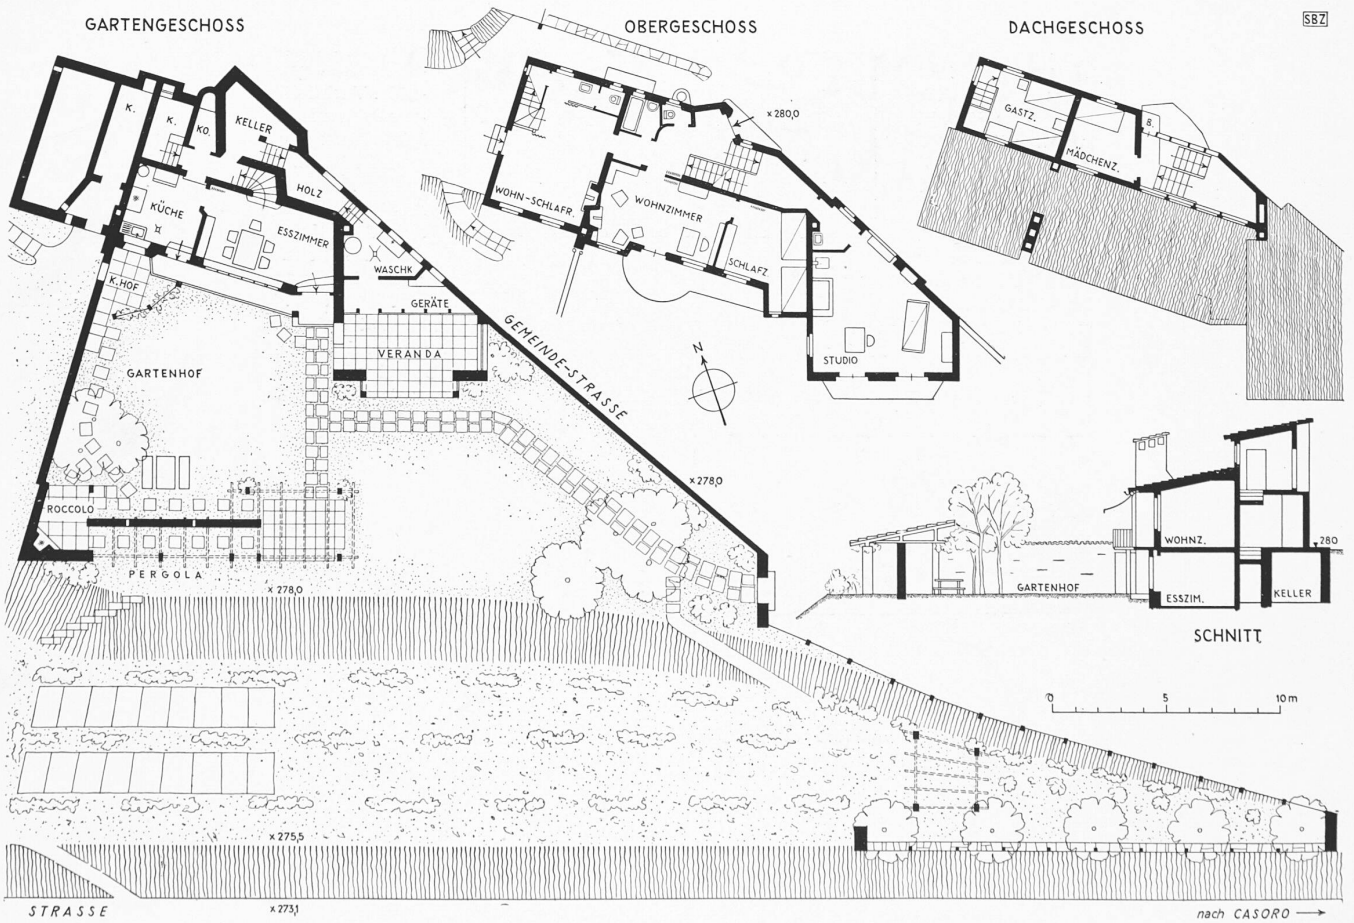 GARTENGESCHOSS
OBERGESCHOSS
DACHGESCHOSS
SBZ
K.
K.
KO.
KELLER
HOLZ
KÜCHE
ESSZIMMER
WASCHK
GERÄTE
K.HOF
VERANDA
GARTENHOF
GEMEINDE-STRASSE
ROCCOLO
PERGOLA
x 278,0
x 278,0
x 280,0
WOHN-SCHLAFR.
WOHNZIMMER
SCHLAFZ
STUDIO
N
GASTZ.
MÄDCHENZ.
B.
WOHNZ.
280
GARTENHOF
ESSZIM.
KELLER
SCHNITT
0 5 10 m
x 275,5
STRASSE
x 273,1
nach CASORO